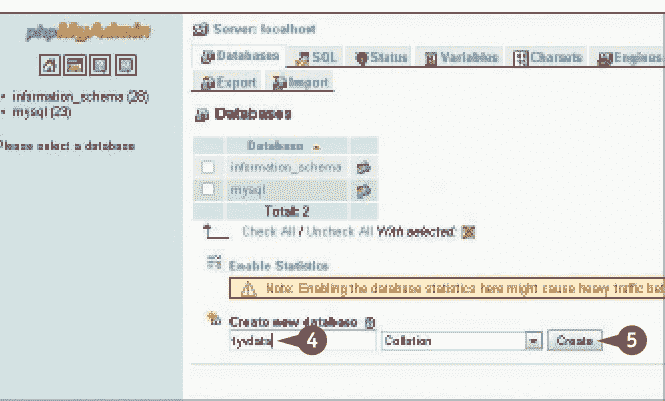 phpMyAdmin
information_schema (28)
mysql (23)
Please select a database
Server: localhost
Databases SQL Status Variables Charsets Engines
Export Import
Databases
Database
information_schema
mysql
Total: 2
Check All / Uncheck All With selected:
Enable Statistics
Note: Enabling the database statistics here might cause heavy traffic bet
Create new database
tyvdata 4 Collation Create 5